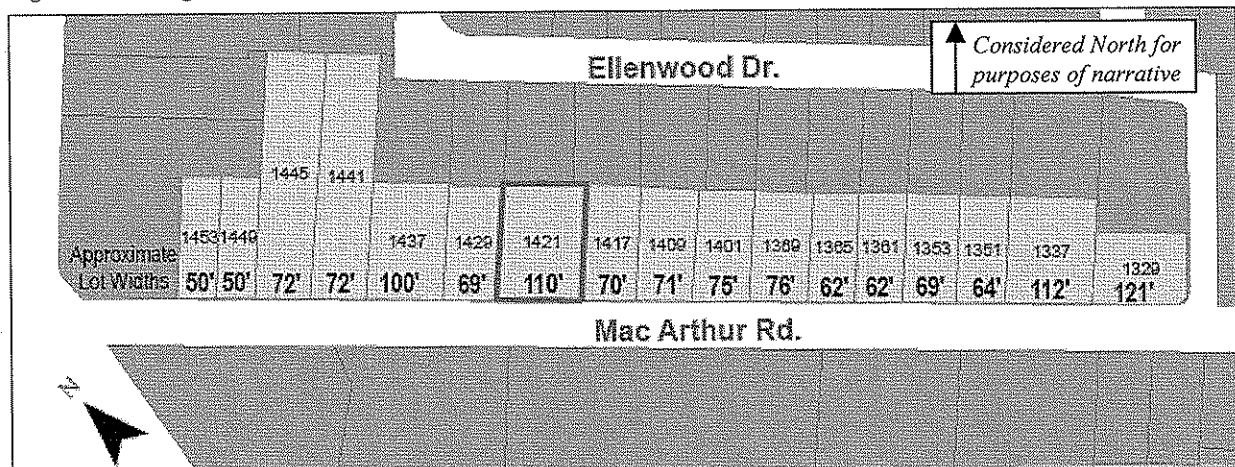 Ellenwood Dr.
Considered North for
purposes of narrative
1445 1441
1453 1449 1437 1429 1421 1417 1409 1401 1369 1365 1361 1353 1351 1337 1329
Approximate
Lot Widths 50' 50' 72' 72' 100' 69' 110' 70' 71' 75' 76' 62' 62' 69' 64' 112' 121'
Mac Arthur Rd.
N